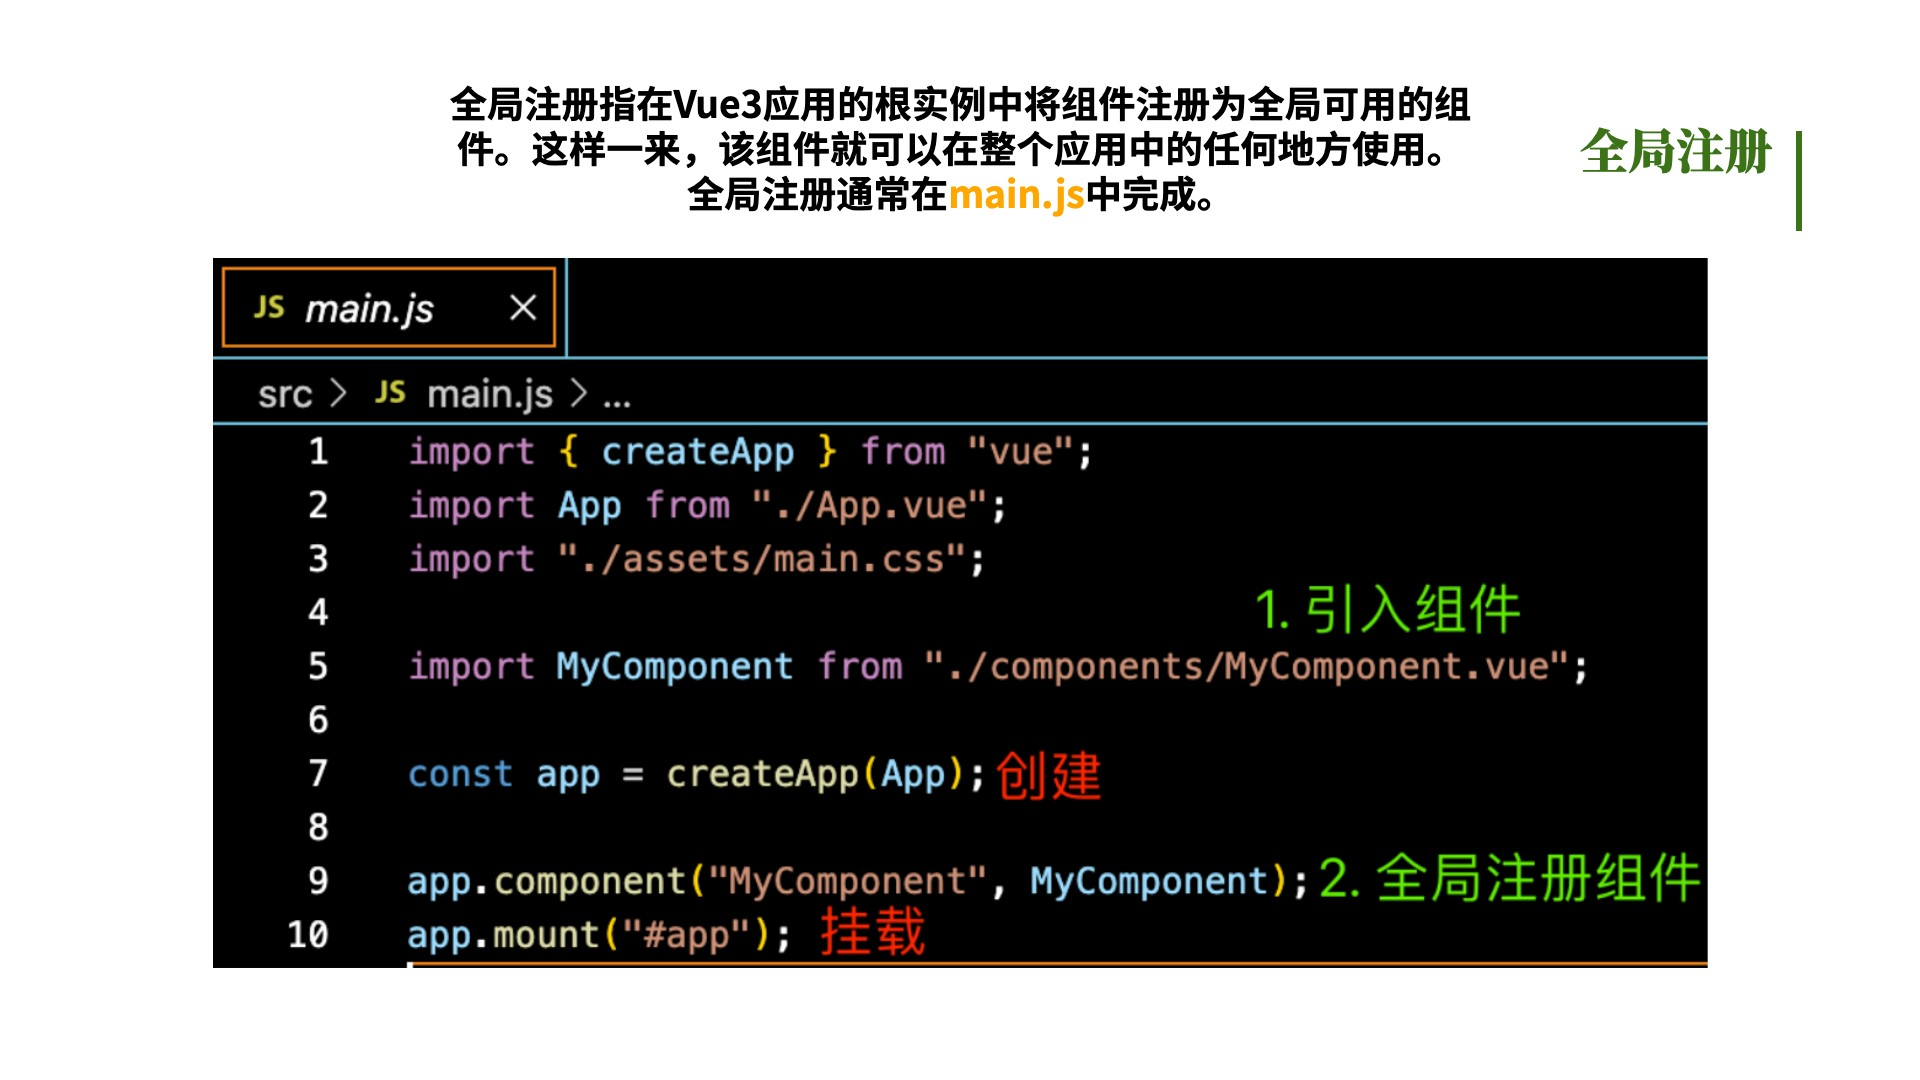 全局注册指在Vue3应用的根实例中将组件注册为全局可用的组
件。这样一来，该组件就可以在整个应用中的任何地方使用。
全局注册通常在main.js中完成。
全局注册
JS main.js ×
src > JS main.js > ...
1 import { createApp } from "vue";
2 import App from "./App.vue";
3 import "./assets/main.css";
4
1. 引入组件
5 import MyComponent from "./components/MyComponent.vue";
6
7 const app = createApp(App); 创建
8
9 app.component("MyComponent", MyComponent); 2. 全局注册组件
10 app.mount("#app"); 挂载